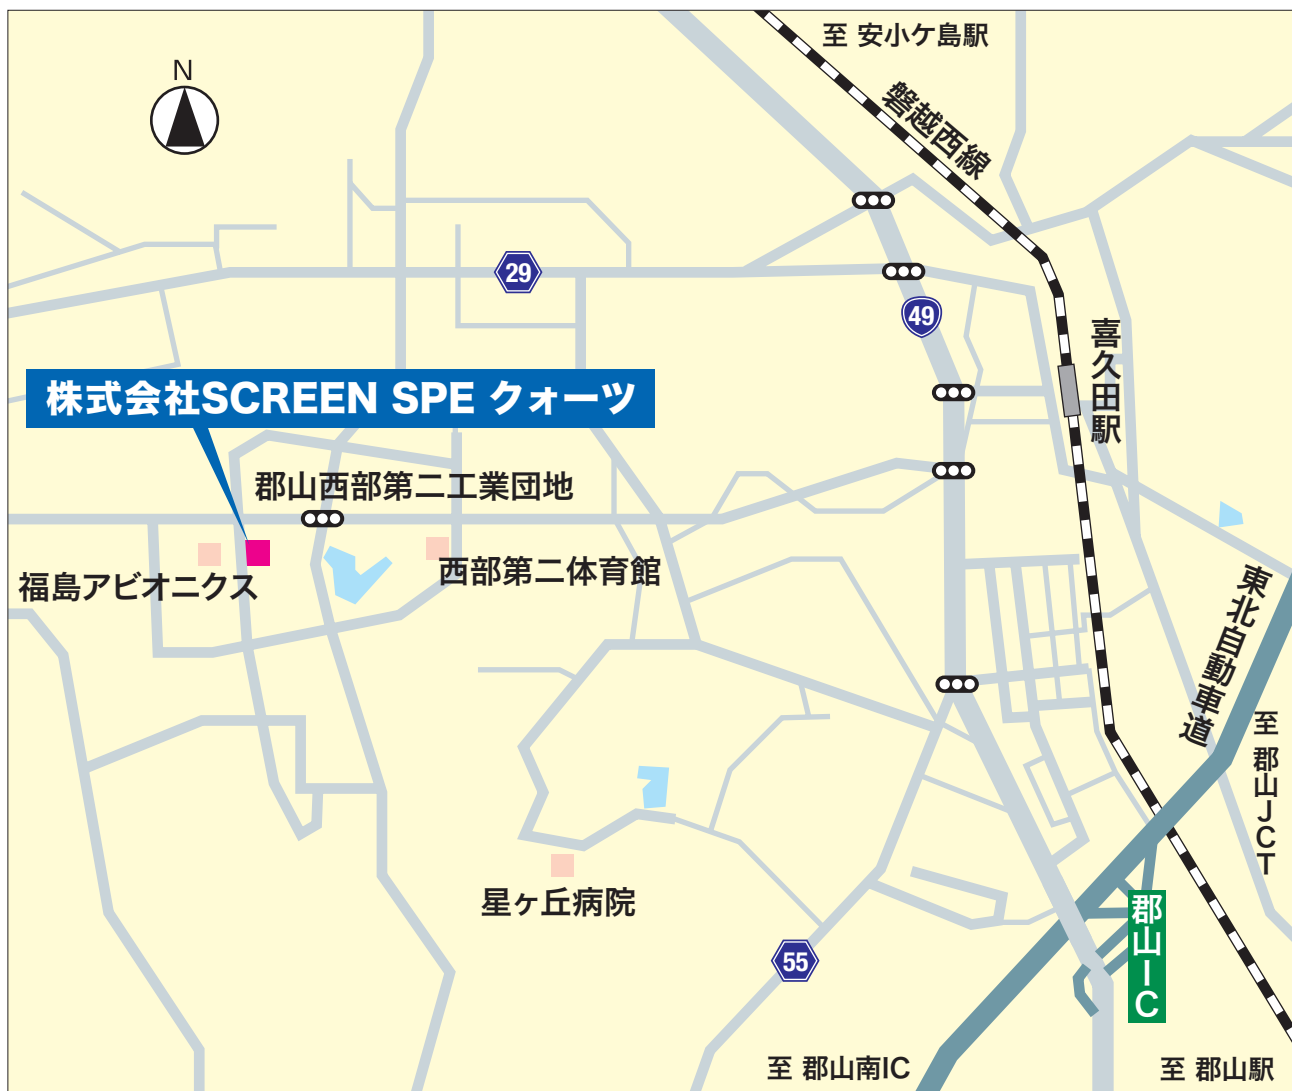 至 安小ケ島駅
N
磐越西線
29
49
喜久田駅
株式会社SCREEN SPE クォーツ
郡山西部第二工業団地
西部第二体育館
福島アビオニクス
東北自動車道
至 郡山JCT
星ヶ丘病院
郡山IC
55
至 郡山南IC
至 郡山駅